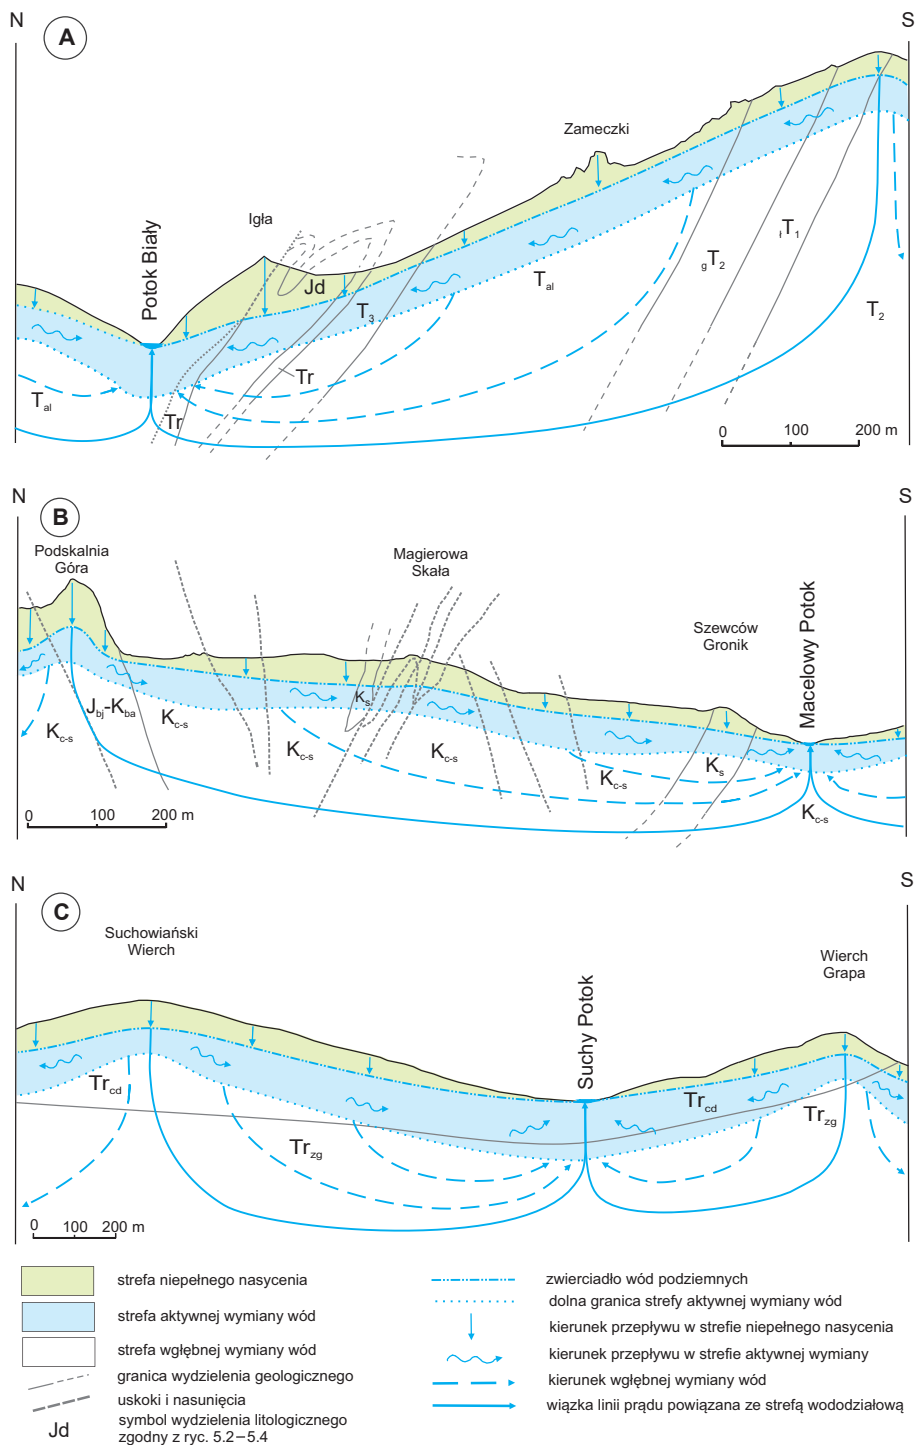 N
S
A
Zameczki
Igła
Potok Biały
Jd
T3
Tal
gT2
łT1
T2
Tr
Tal
Tr
0 100 200 m
N
S
B
Podskalnia
Góra
Magierowa
Skała
Szewców
Gronik
Macelowy Potok
Ks
Jbj-Kba
Kc-s
Kc-s
Kc-s
Kc-s
Kc-s
Ks
Kc-s
0 100 200 m
N
S
C
Suchowiański
Wierch
Wierch
Grapa
Suchy Potok
Trcd
Trcd
Trzg
Trzg
0 100 200 m
strefa niepełnego nasycenia
strefa aktywnej wymiany wód
strefa wgłębnej wymiany wód
granica wydzielenia geologicznego
uskoki i nasunięcia
Jd symbol wydzielenia litologicznego
zgodny z ryc. 5.2–5.4
zwierciadło wód podziemnych
dolna granica strefy aktywnej wymiany wód
kierunek przepływu w strefie niepełnego nasycenia
kierunek przepływu w strefie aktywnej wymiany
kierunek wgłębnej wymiany wód
wiązka linii prądu powiązana ze strefą wododziałową